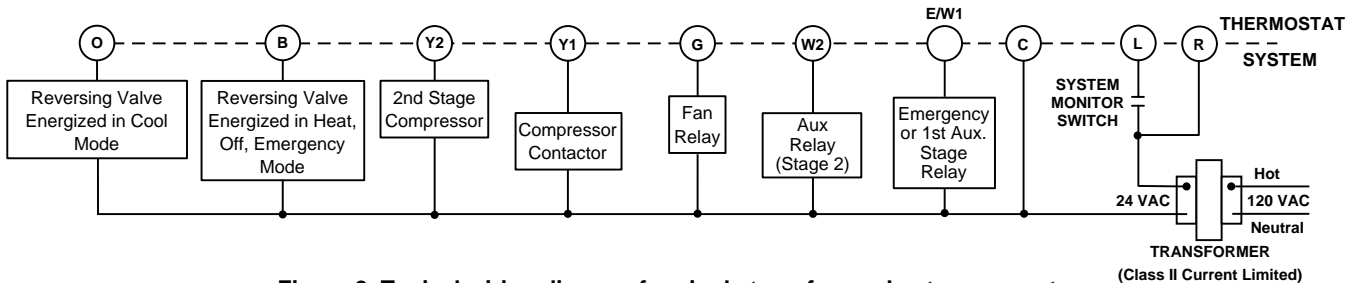 E/W1
O B Y2 Y1 G W2 C L R THERMOSTAT
SYSTEM
Reversing Valve
Energized in Cool
Mode
Reversing Valve
Energized in Heat,
Off, Emergency
Mode
2nd Stage
Compressor
Compressor
Contactor
Fan
Relay
Aux
Relay
(Stage 2)
Emergency
or 1st Aux.
Stage
Relay
SYSTEM
MONITOR
SWITCH
24 VAC
Hot
120 VAC
Neutral
TRANSFORMER
(Class II Current Limited)